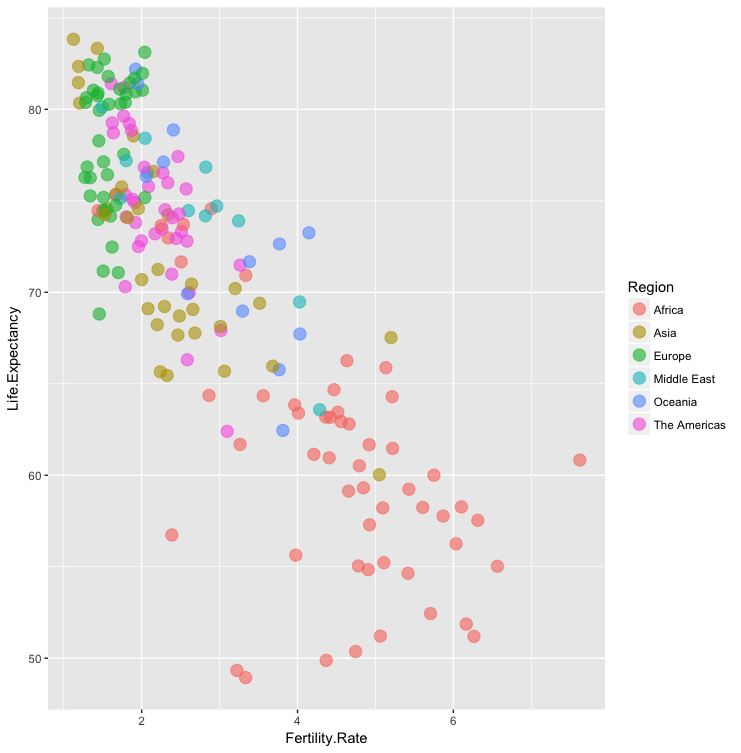 80
70
60
50
Life.Expectancy
2
4
6
Fertility.Rate
Region
Africa
Asia
Europe
Middle East
Oceania
The Americas